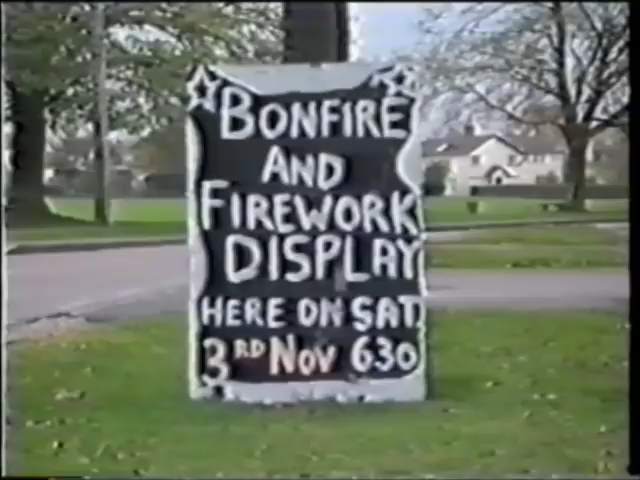 BONFIRE
AND
FIREWORK
DISPLAY
HERE ON SAT.
3RD NOV 630